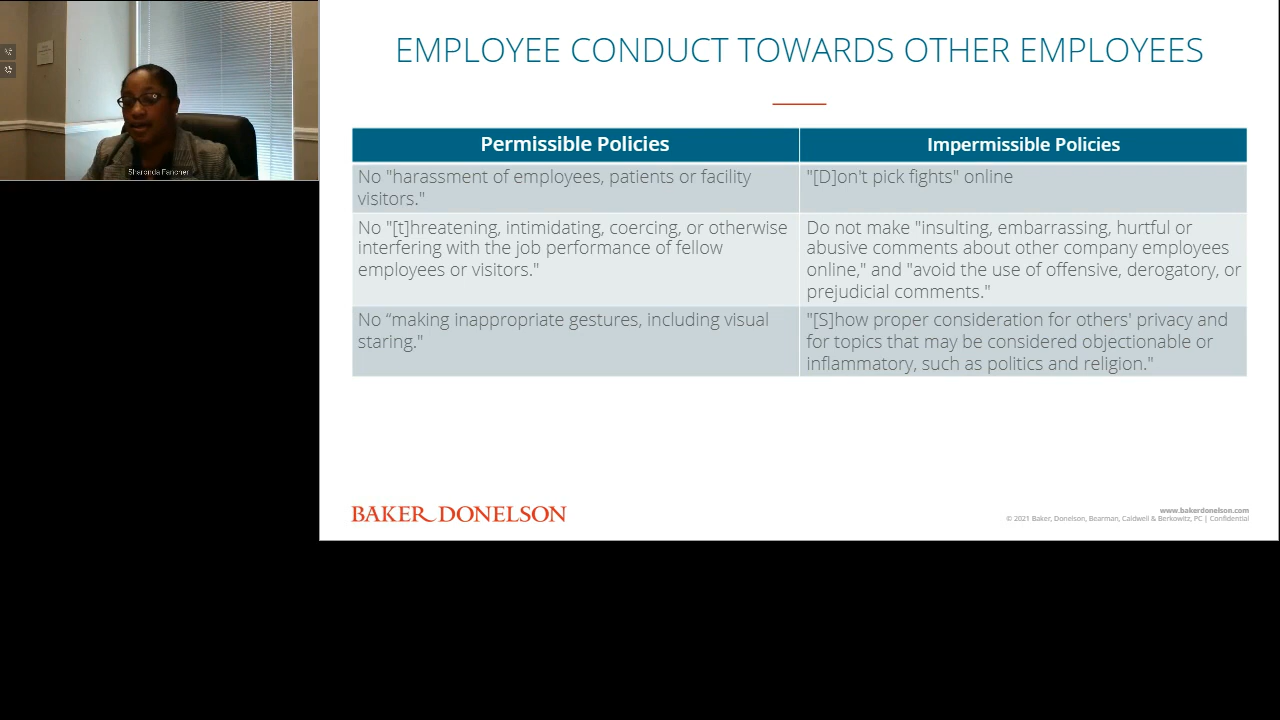 Sharonda Fancher
EMPLOYEE CONDUCT TOWARDS OTHER EMPLOYEES
Permissible Policies
Impermissible Policies
No "harassment of employees, patients or facility
visitors."
"[D]on't pick fights" online
No "[t]hreatening, intimidating, coercing, or otherwise
interfering with the job performance of fellow
employees or visitors."
Do not make "insulting, embarrassing, hurtful or
abusive comments about other company employees
online," and "avoid the use of offensive, derogatory, or
prejudicial comments."
No “making inappropriate gestures, including visual
staring."
"[S]how proper consideration for others' privacy and
for topics that may be considered objectionable or
inflammatory, such as politics and religion."
BAKER DONELSON
www.bakerdonelson.com
© 2021 Baker, Donelson, Bearman, Caldwell & Berkowitz, PC | Confidential